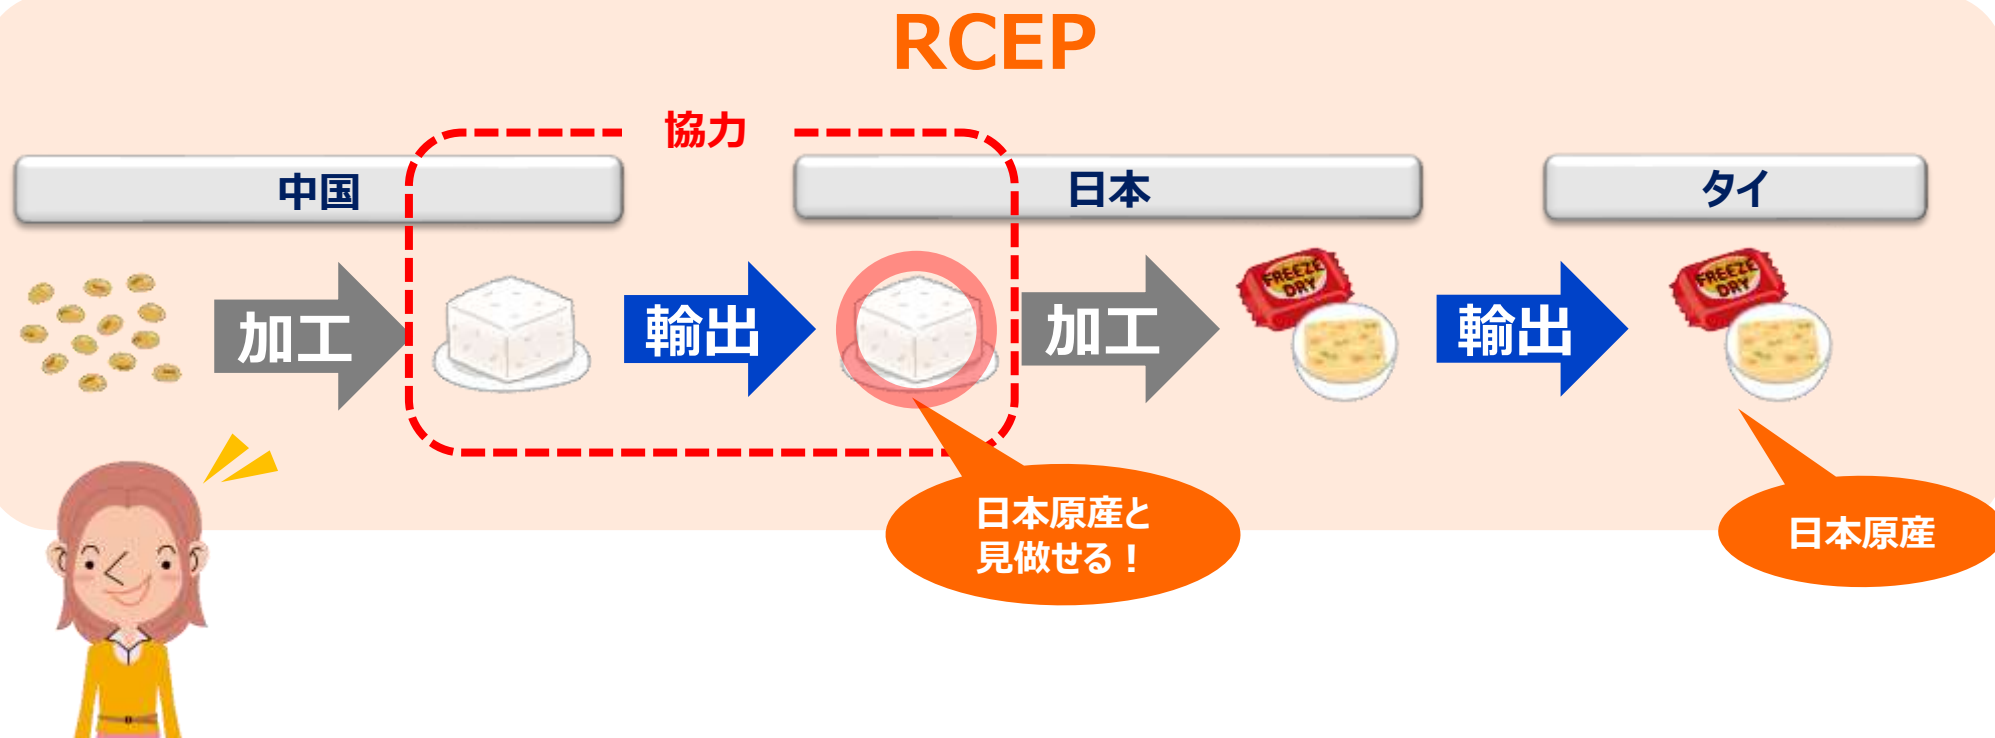 RCEP
協力
中国
日本
タイ
加工
輸出
加工
FREEZE
DRY
輸出
FREEZE
DRY
日本原産と
見做せる！
日本原産